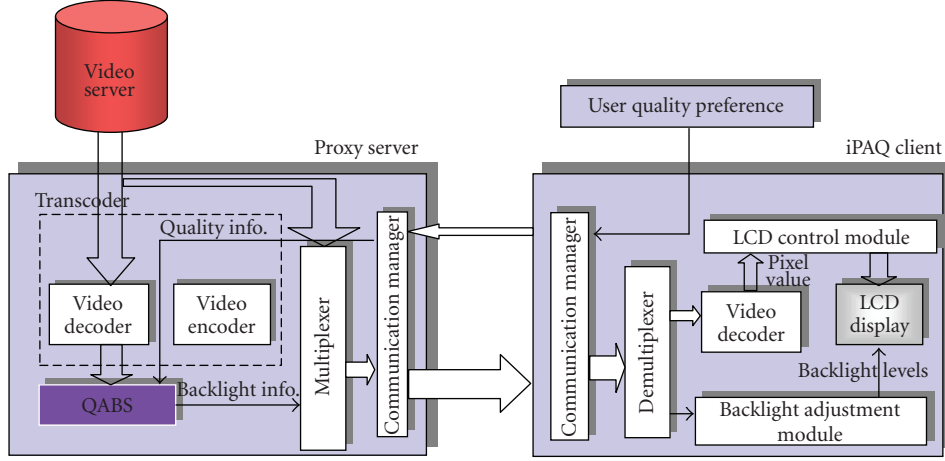 Video
server
User quality preference
Proxy server
iPAQ client
Transcoder
Quality info.
Communication manager
Video
decoder
Video
encoder
Multiplexer
QABS
Backlight info.
Communication manager
LCD control module
Pixel
value
Demultiplexer
Video
decoder
LCD
display
Backlight levels
Backlight adjustment
module